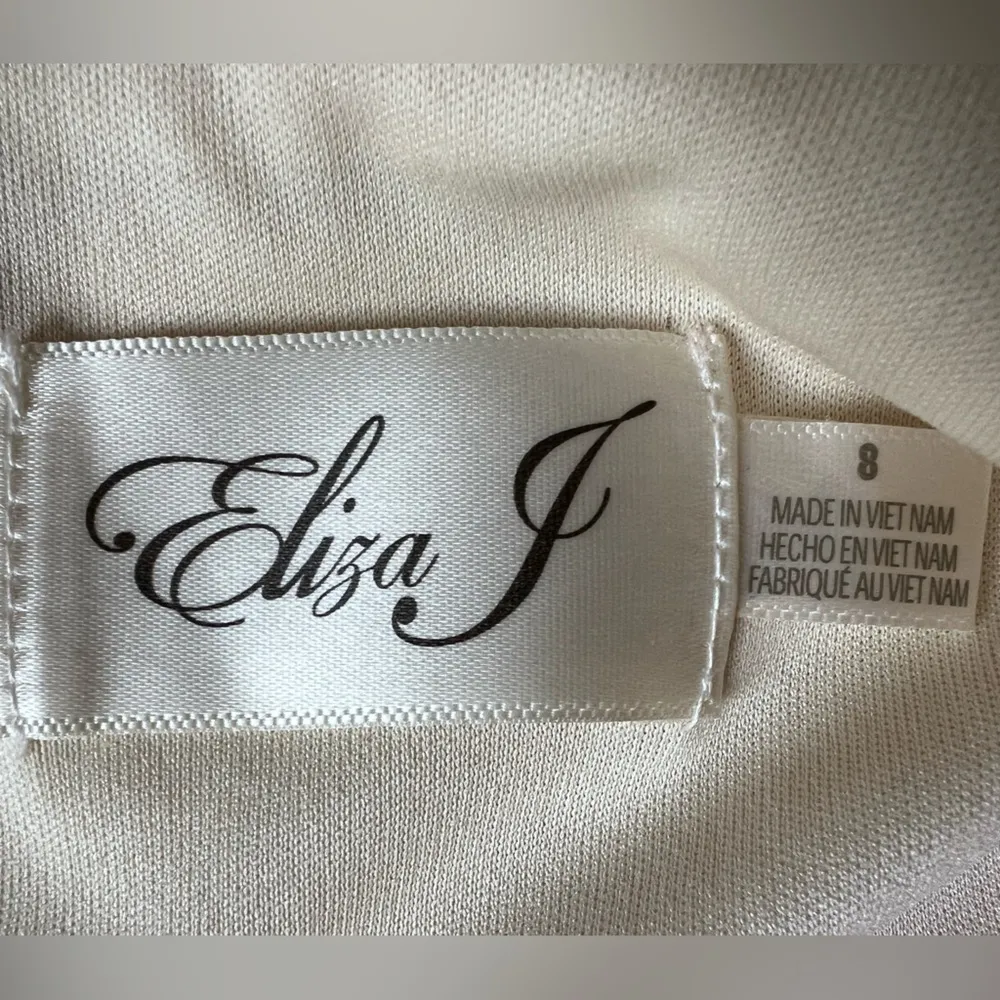 Eliza J
8
MADE IN VIET NAM
HECHO EN VIET NAM
FABRIQUÉ AU VIET NAM